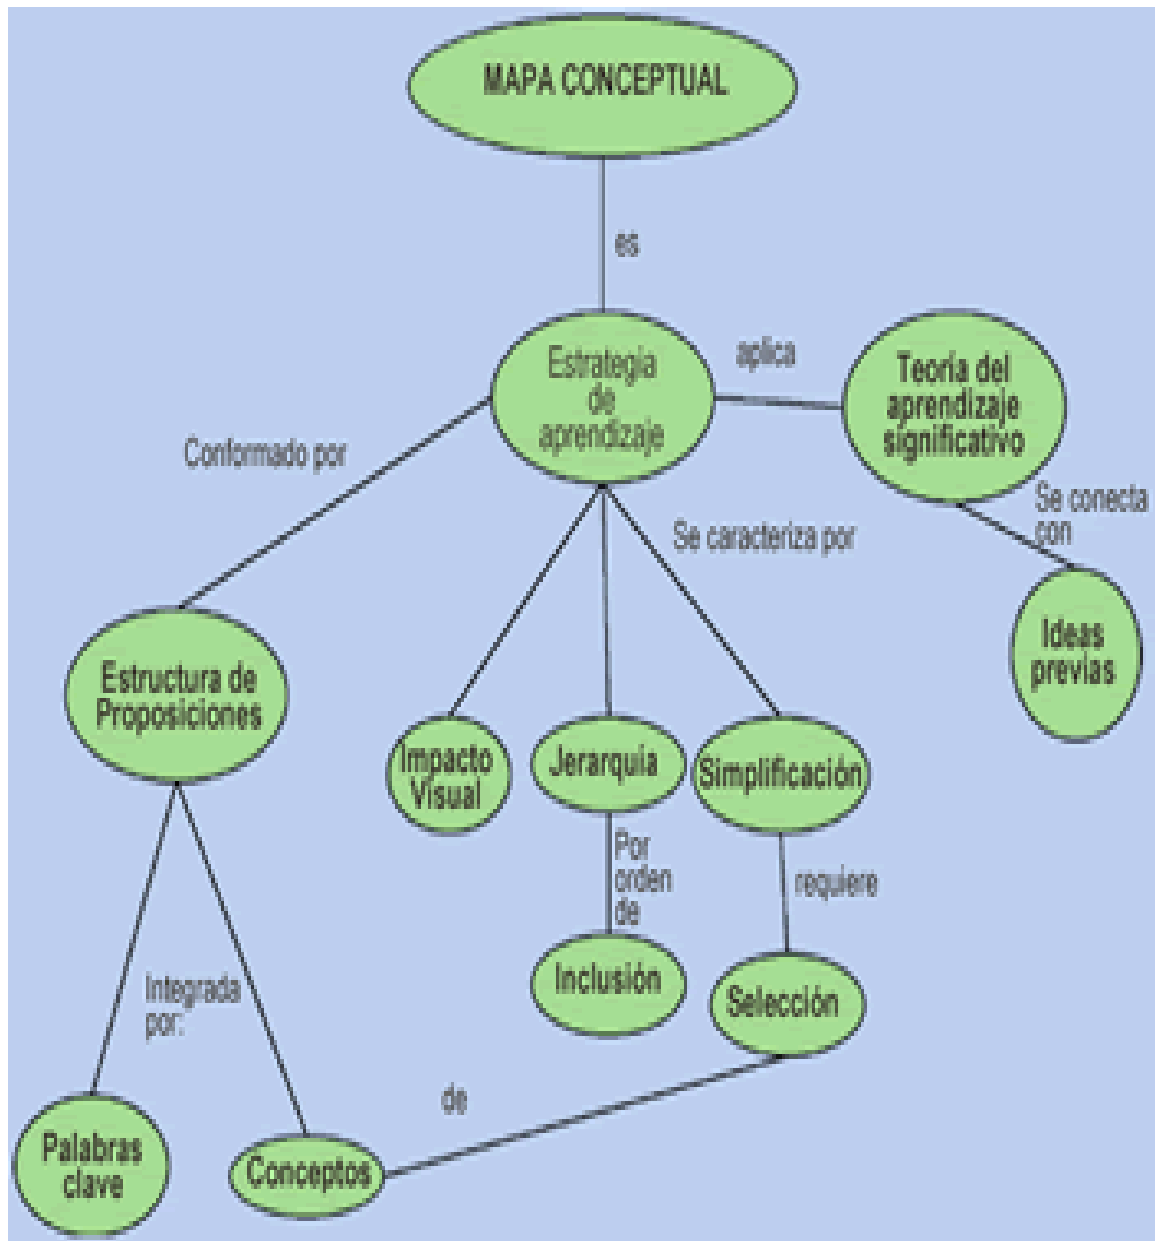 MAPA CONCEPTUAL
es
Estrategia
de
aprendizaje
aplica
Teoría del
aprendizaje
significativo
Conformado por
Se caracteriza por
Se conecta
con
Ideas
previas
Estructura de
Proposiciones
Impacto
Visual
Jerarquía
Simplificación
Por
orden
de
requiere
Inclusión
Selección
Integrada
por:
de
Palabras
clave
Conceptos